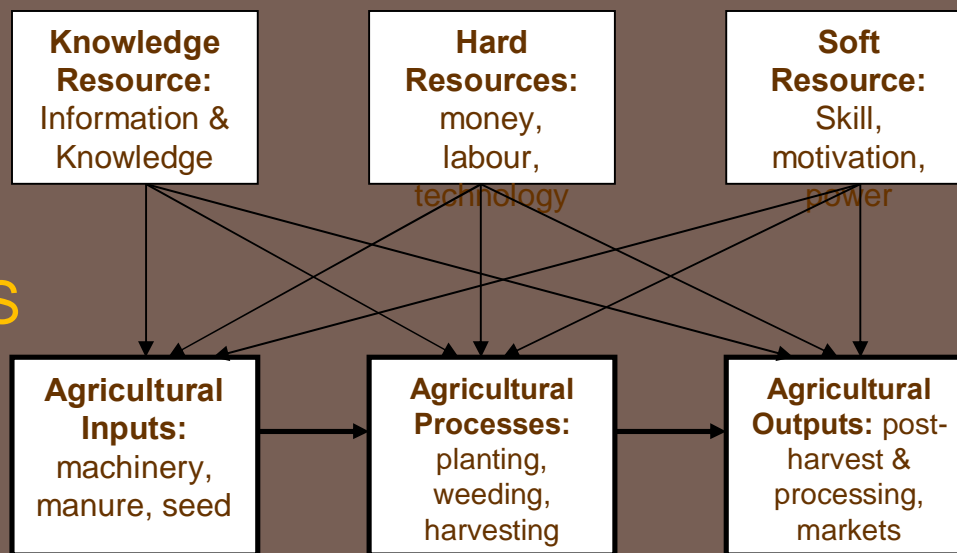 Knowledge
Resource:
Information &
Knowledge
Hard
Resources:
money,
labour,
technology
Soft
Resource:
Skill,
motivation,
power
s
Agricultural
Inputs:
machinery,
manure, seed
Agricultural
Processes:
planting,
weeding,
harvesting
Agricultural
Outputs: post-
harvest &
processing,
markets